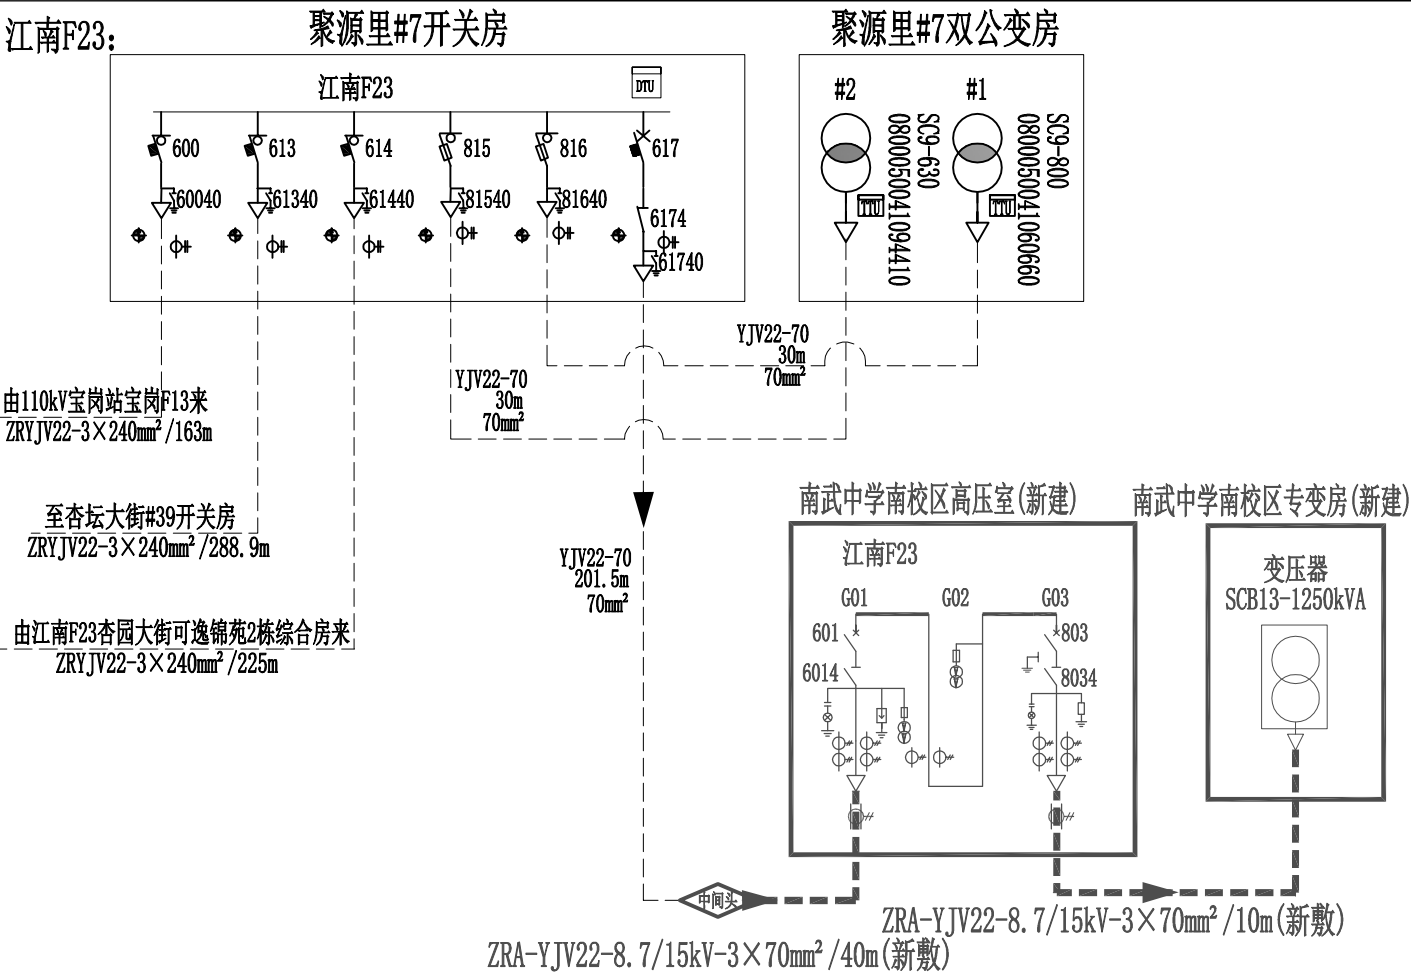 江南F23:
聚源里#7开关房
聚源里#7双公变房
江南F23
DTU
600
613
614
815
816
617
60040
61340
61440
81540
81640
6174
61740
#2
#1
SC9-630
0800050041094410
SC9-800
0800050041060660
TTU
TTU
YJV22-70
30m
70mm²
YJV22-70
30m
70mm²
由110kV宝岗站宝岗F13来
ZRYJV22-3×240mm²/163m
至杏坛大街#39开关房
ZRYJV22-3×240mm²/288.9m
由江南F23杏园大街可逸锦苑2栋综合房来
ZRYJV22-3×240mm²/225m
YJV22-70
201.5m
70mm²
南武中学南校区高压室(新建)
南武中学南校区专变房(新建)
江南F23
G01
G02
G03
601
6014
803
8034
变压器
SCB13-1250kVA
中间头
ZRA-YJV22-8.7/15kV-3×70mm²/10m(新敷)
ZRA-YJV22-8.7/15kV-3×70mm²/40m(新敷)